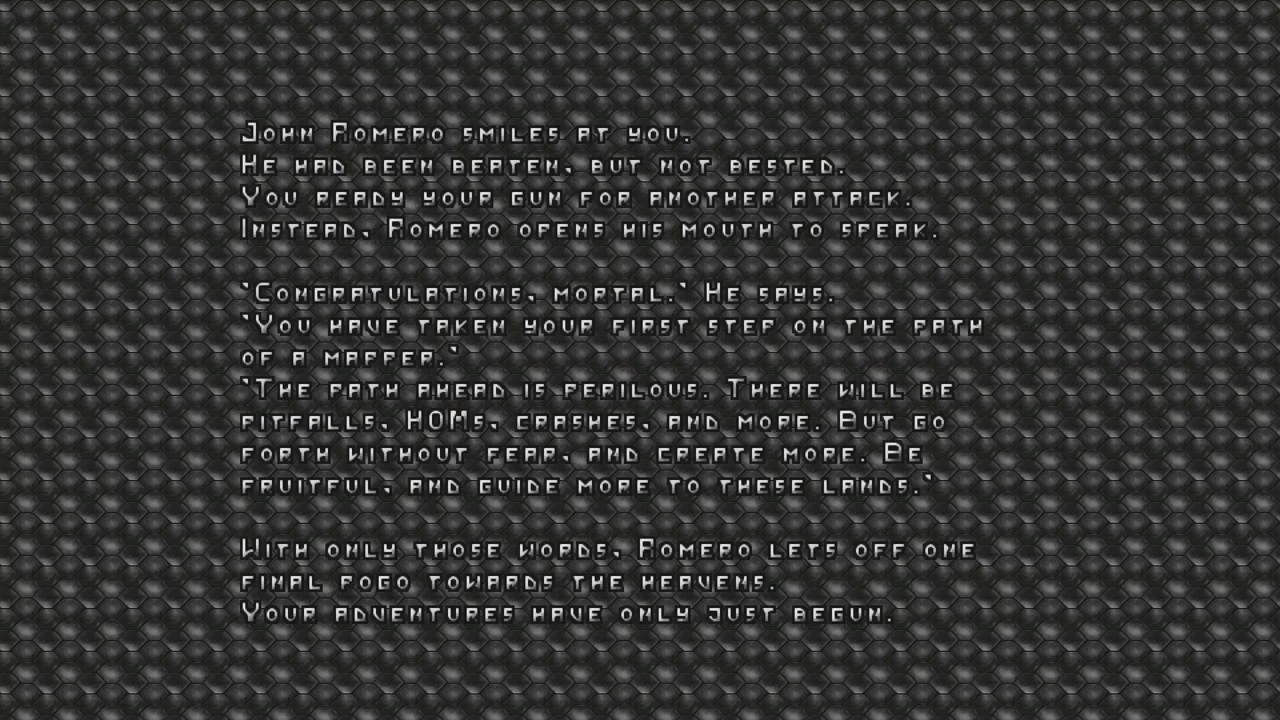 John Romero smiles at you.
He had been beaten, but not bested.
You ready your gun for another attack.
Instead, Romero opens his mouth to speak.
`Congratulations, mortal.` He says.
`You have taken your first step on the path
of a mapper.`
`The path ahead is perilous. There will be
pitfalls, HOMs, crashes, and more. But go
forth without fear, and create more. Be
fruitful, and guide more to these lands.`
With only those words, Romero lets off one
final pogo towards the heavens.
Your adventures have only just begun.